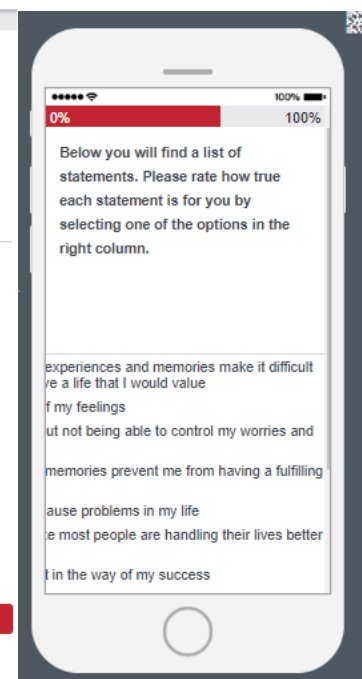 100%
0% 100%
Below you will find a list of
statements. Please rate how true
each statement is for you by
selecting one of the options in the
right column.
experiences and memories make it difficult
e a life that I would value
f my feelings
ut not being able to control my worries and
memories prevent me from having a fulfilling
ause problems in my life
e most people are handling their lives better
in the way of my success